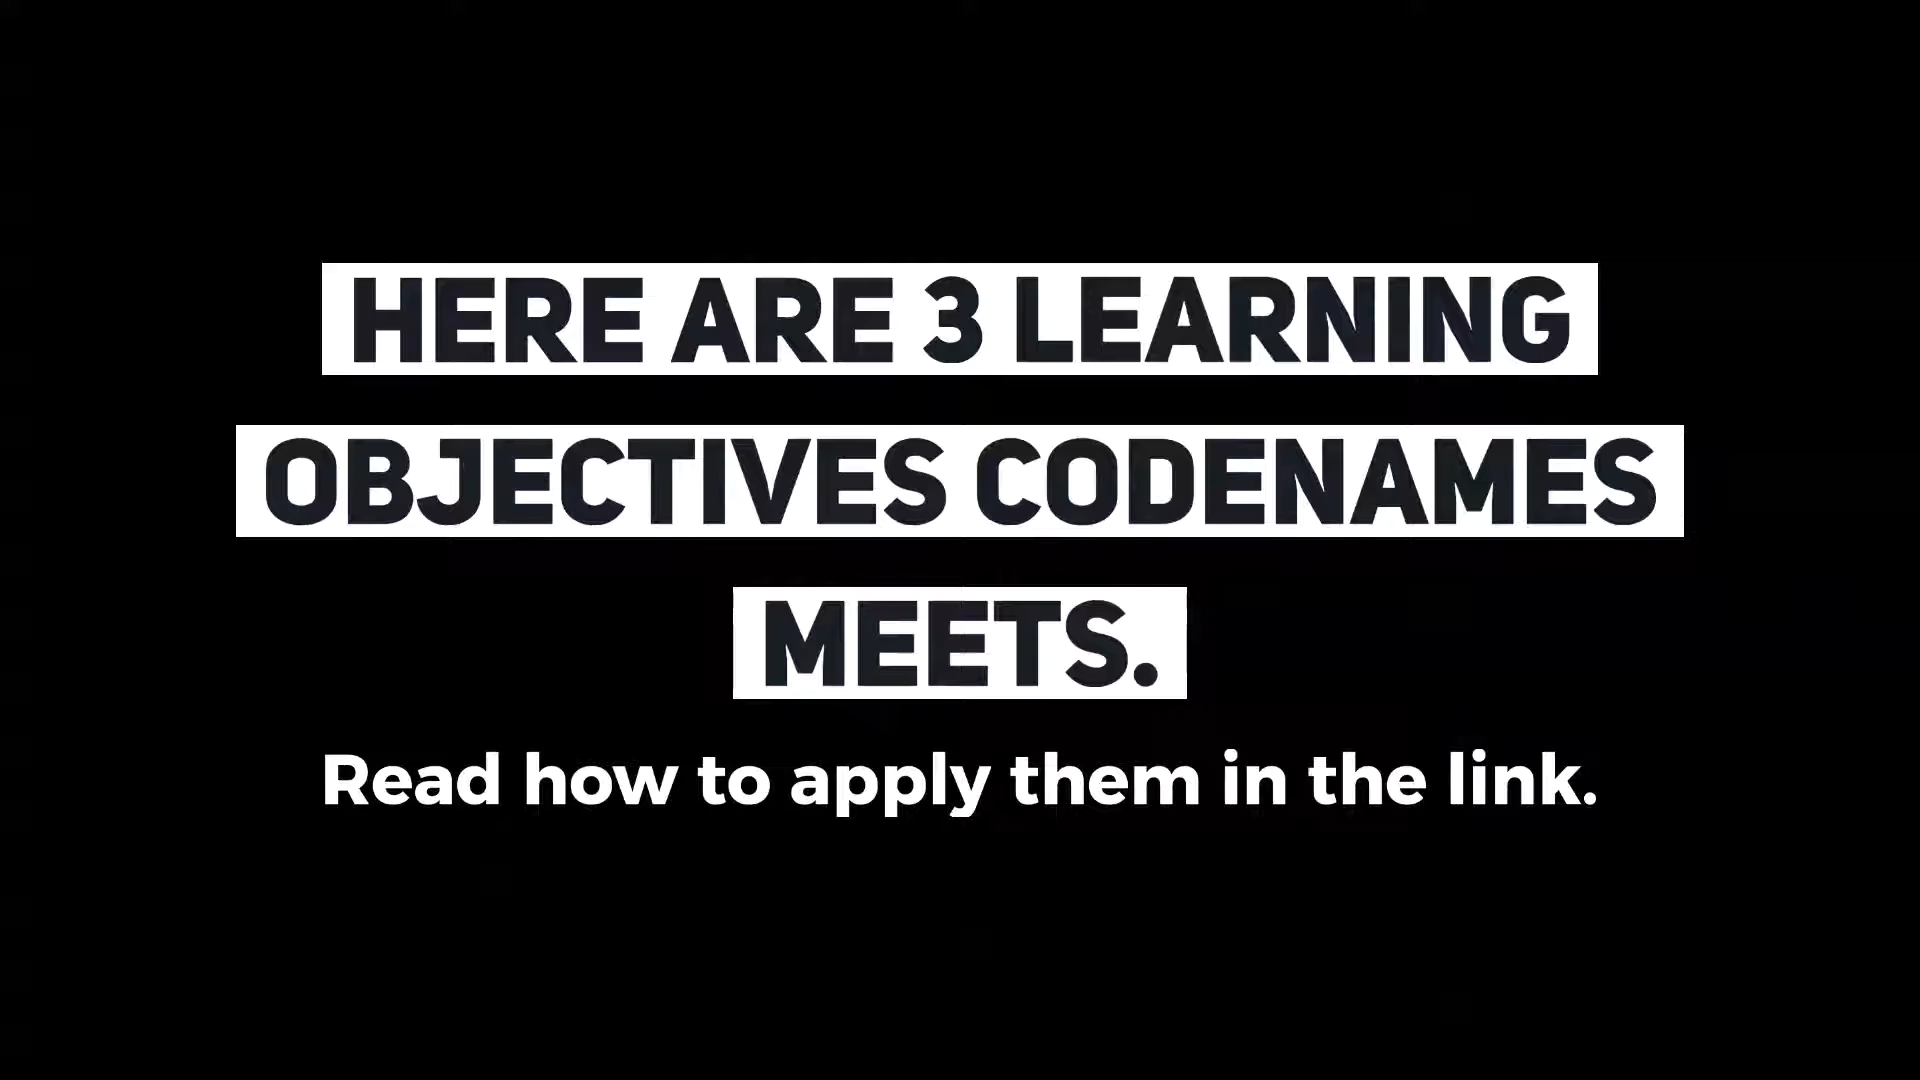 HERE ARE 3 LEARNING
OBJECTIVES CODENAMES
MEETS.
Read how to apply them in the link.